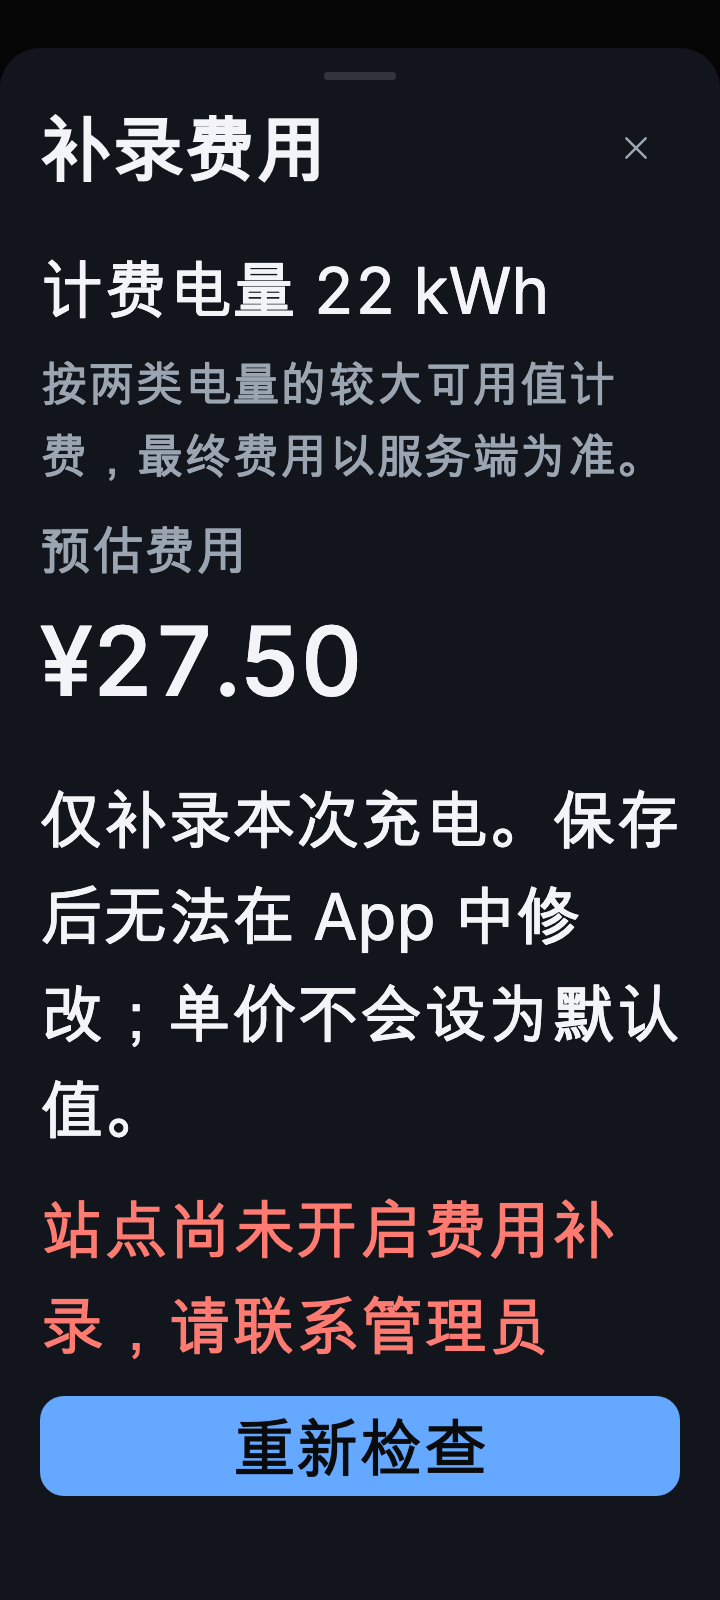 补录费用
计费电量 22 kWh
按两类电量的较大可用值计
费，最终费用以服务端为准。
预估费用
¥27.50
仅补录本次充电。保存
后无法在 App 中修
改；单价不会设为默认
值。
站点尚未开启费用补
录，请联系管理员
重新检查